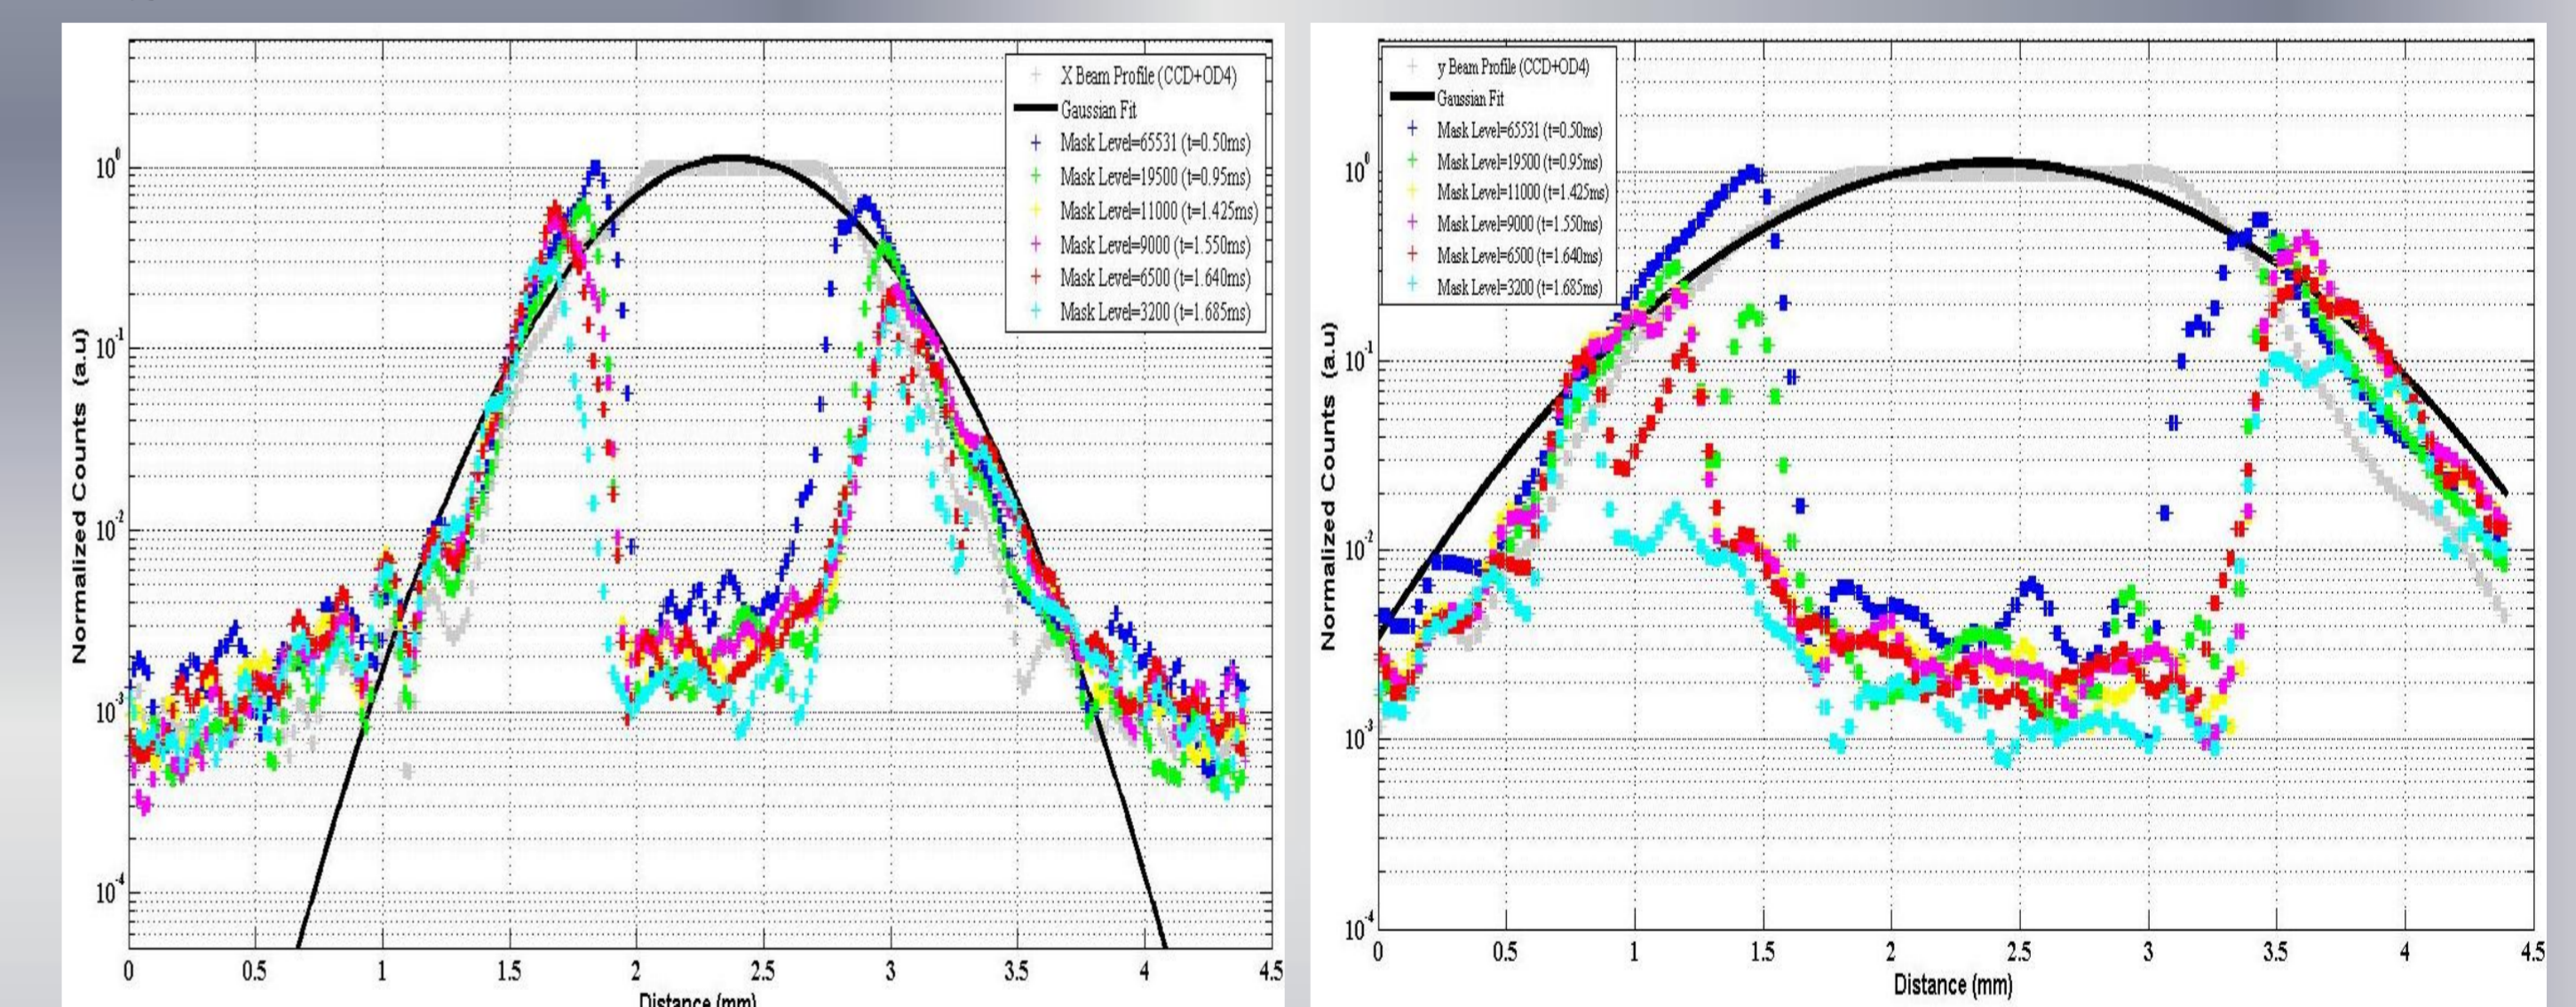 X Beam Profile (CCD+OD4)
Gaussian Fit
Mask Level=65531 (t=0.50ms)
Mask Level=19500 (t=0.95ms)
Mask Level=11000 (t=1.425ms)
Mask Level=9000 (t=1.550ms)
Mask Level=6500 (t=1.640ms)
Mask Level=3200 (t=1.685ms)
Normalized Counts (a.u)
10^0
10^-1
10^-2
10^-3
10^-4
0 0.5 1 1.5 2 2.5 3 3.5 4 4.5
Distance (mm)
y Beam Profile (CCD+OD4)
Gaussian Fit
Mask Level=65531 (t=0.50ms)
Mask Level=19500 (t=0.95ms)
Mask Level=11000 (t=1.425ms)
Mask Level=9000 (t=1.550ms)
Mask Level=6500 (t=1.640ms)
Mask Level=3200 (t=1.685ms)
Normalized Counts (a.u)
10^0
10^-1
10^-2
10^-3
10^-4
0 0.5 1 1.5 2 2.5 3 3.5 4 4.5
Distance (mm)